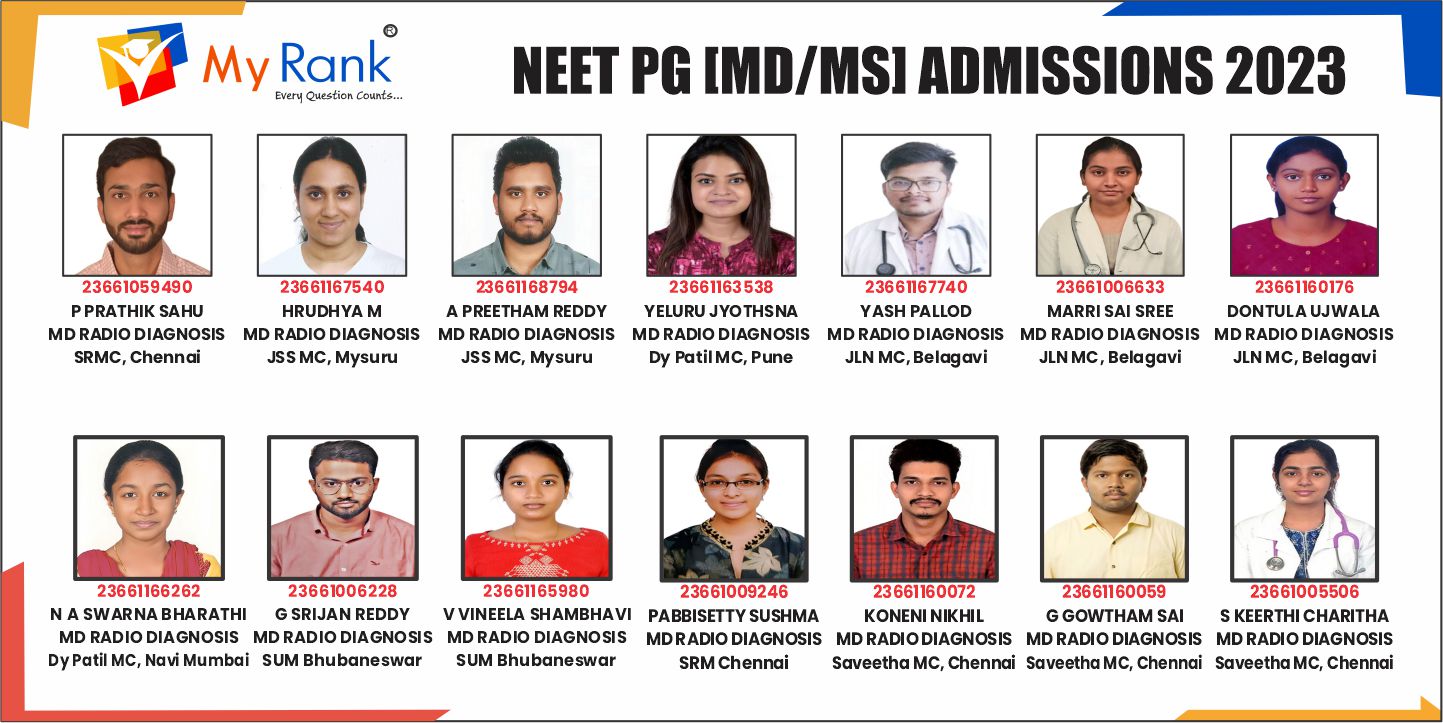 My Rank®
Every Question Counts...
NEET PG [MD/MS] ADMISSIONS 2023
23661059490
P PRATHIK SAHU
MD RADIO DIAGNOSIS
SRMC, Chennai
23661167540
HRUDHYA M
MD RADIO DIAGNOSIS
JSS MC, Mysuru
23661168794
A PREETHAM REDDY
MD RADIO DIAGNOSIS
JSS MC, Mysuru
23661163538
YELURU JYOTHSNA
MD RADIO DIAGNOSIS
Dy Patil MC, Pune
23661167740
YASH PALLOD
MD RADIO DIAGNOSIS
JLN MC, Belagavi
23661006633
MARRI SAI SREE
MD RADIO DIAGNOSIS
JLN MC, Belagavi
23661160176
DONTULA UJWALA
MD RADIO DIAGNOSIS
JLN MC, Belagavi
23661166262
N A SWARNA BHARATHI
MD RADIO DIAGNOSIS
Dy Patil MC, Navi Mumbai
23661006228
G SRIJAN REDDY
MD RADIO DIAGNOSIS
SUM Bhubaneswar
23661165980
V VINEELA SHAMBHAVI
MD RADIO DIAGNOSIS
SUM Bhubaneswar
23661009246
PABBISETTY SUSHMA
MD RADIO DIAGNOSIS
SRM Chennai
23661160072
KONENI NIKHIL
MD RADIO DIAGNOSIS
Saveetha MC, Chennai
23661160059
G GOWTHAM SAI
MD RADIO DIAGNOSIS
Saveetha MC, Chennai
23661005506
S KEERTHI CHARITHA
MD RADIO DIAGNOSIS
Saveetha MC, Chennai